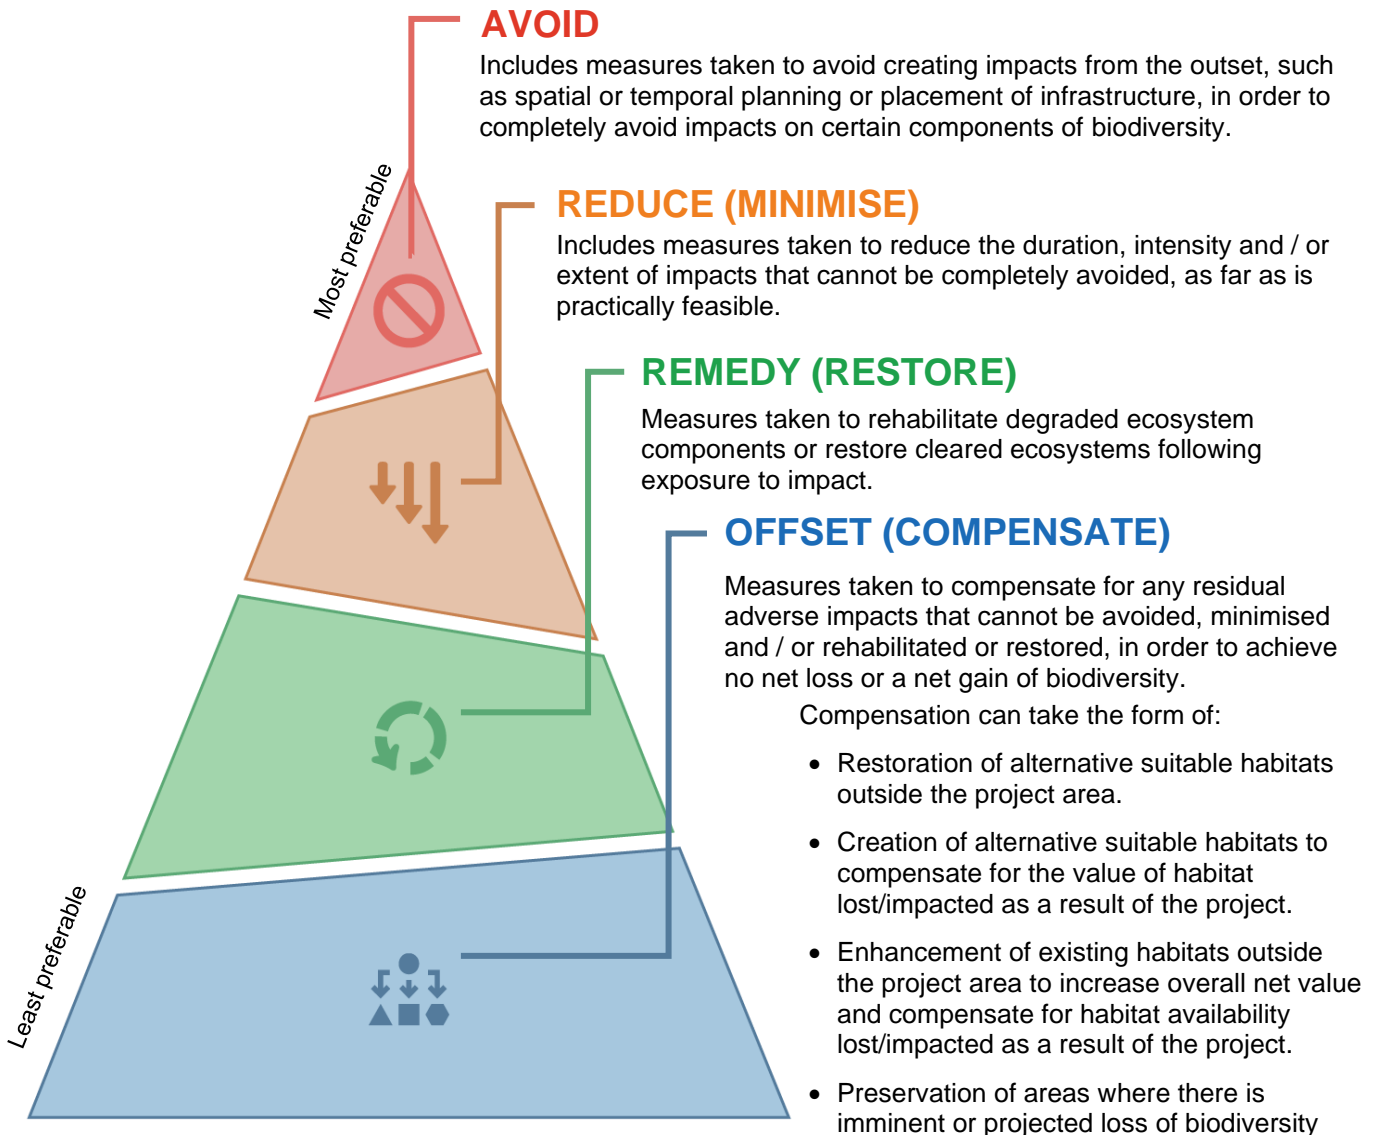 AVOID
Includes measures taken to avoid creating impacts from the outset, such
as spatial or temporal planning or placement of infrastructure, in order to
completely avoid impacts on certain components of biodiversity.
Most preferable
REDUCE (MINIMISE)
Includes measures taken to reduce the duration, intensity and / or
extent of impacts that cannot be completely avoided, as far as is
practically feasible.
REMEDY (RESTORE)
Measures taken to rehabilitate degraded ecosystem
components or restore cleared ecosystems following
exposure to impact.
OFFSET (COMPENSATE)
Measures taken to compensate for any residual
adverse impacts that cannot be avoided, minimised
and / or rehabilitated or restored, in order to achieve
no net loss or a net gain of biodiversity.
Compensation can take the form of:
• Restoration of alternative suitable habitats
outside the project area.
• Creation of alternative suitable habitats to
compensate for the value of habitat
lost/impacted as a result of the project.
• Enhancement of existing habitats outside
the project area to increase overall net value
and compensate for habitat availability
lost/impacted as a result of the project.
• Preservation of areas where there is
imminent or projected loss of biodiversity
Least preferable